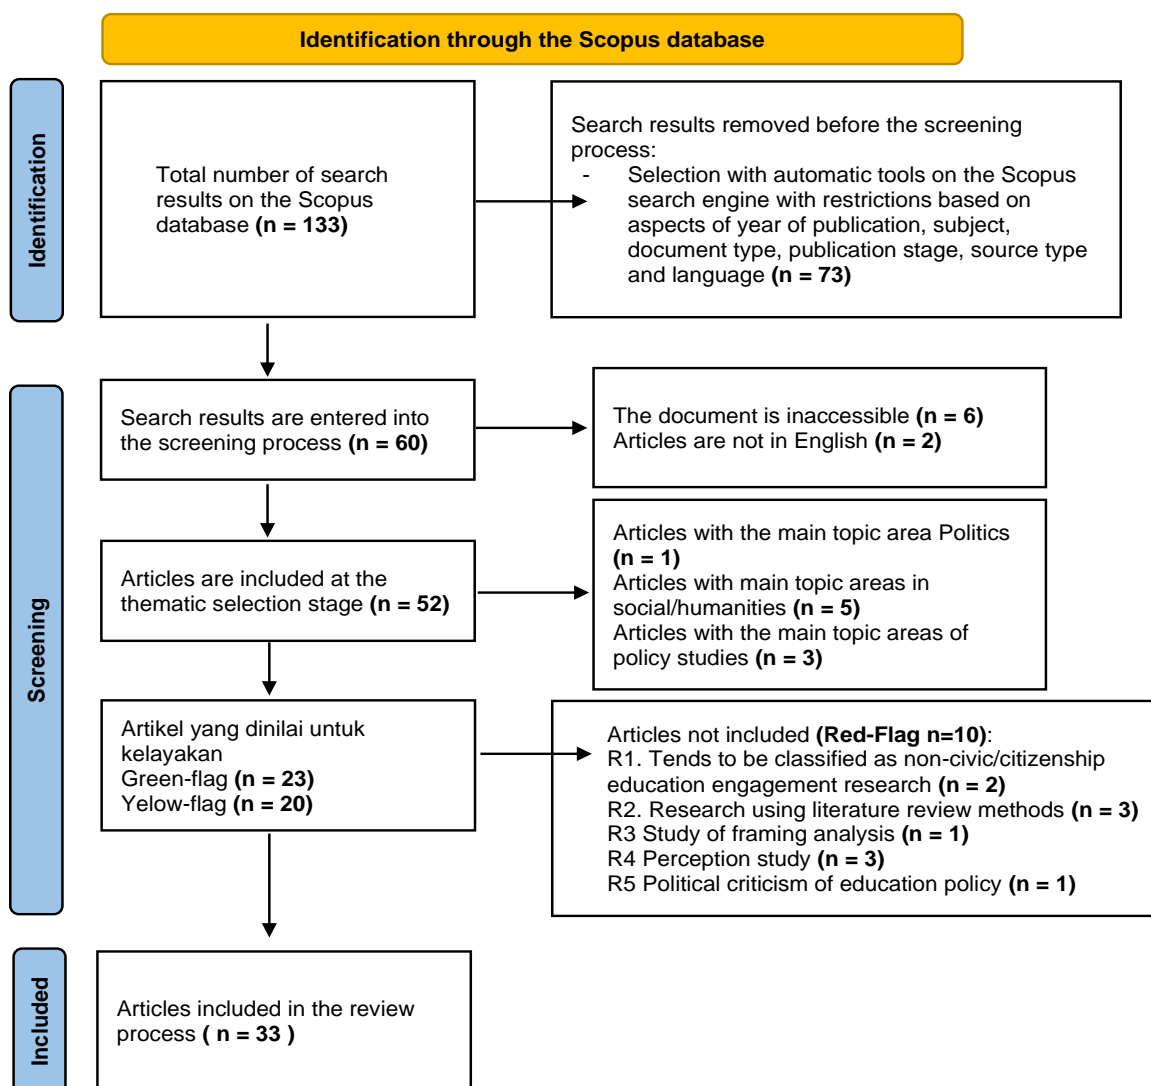 Identification through the Scopus database
Identification
Total number of search
results on the Scopus
database (n = 133)
Search results removed before the screening
process:
- Selection with automatic tools on the Scopus
search engine with restrictions based on
aspects of year of publication, subject,
document type, publication stage, source type
and language (n = 73)
Screening
Search results are entered into
the screening process (n = 60)
The document is inaccessible (n = 6)
Articles are not in English (n = 2)
Articles are included at the
thematic selection stage (n = 52)
Articles with the main topic area Politics
(n = 1)
Articles with main topic areas in
social/humanities (n = 5)
Articles with the main topic areas of
policy studies (n = 3)
Artikel yang dinilai untuk
kelayakan
Green-flag (n = 23)
Yelow-flag (n = 20)
Articles not included (Red-Flag n=10):
R1. Tends to be classified as non-civic/citizenship
education engagement research (n = 2)
R2. Research using literature review methods (n = 3)
R3 Study of framing analysis (n = 1)
R4 Perception study (n = 3)
R5 Political criticism of education policy (n = 1)
Included
Articles included in the review
process ( n = 33 )